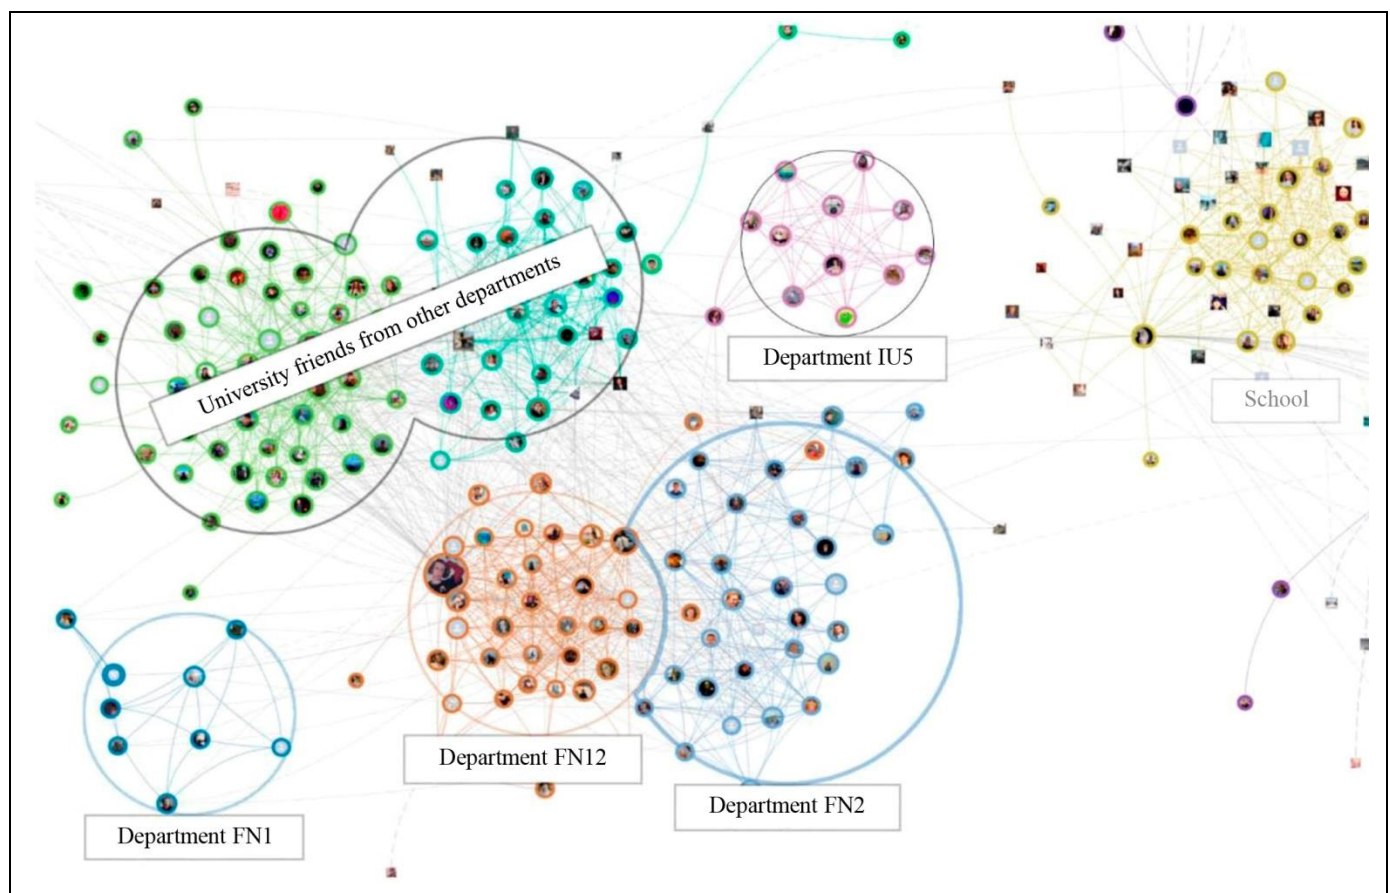 University friends from other departments
Department IU5
School
Department FN12
Department FN2
Department FN1